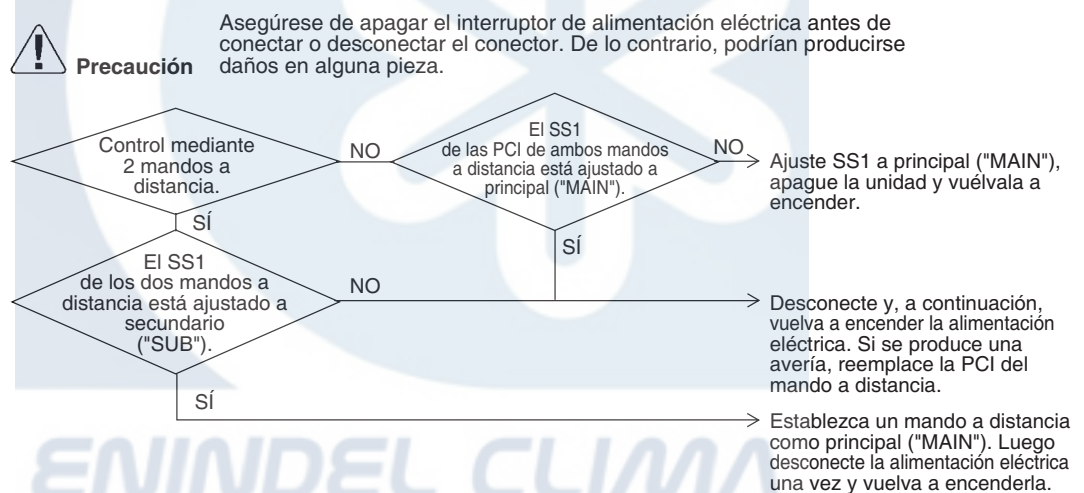 Asegúrese de apagar el interruptor de alimentación eléctrica antes de
conectar o desconectar el conector. De lo contrario, podrían producirse
Precaución daños en alguna pieza.
Control mediante
2 mandos a
distancia.
NO
El SS1
de las PCI de ambos mandos
a distancia está ajustado a
principal ("MAIN").
NO
Ajuste SS1 a principal ("MAIN"),
apague la unidad y vuélvala a
encender.
SÍ
SÍ
El SS1
de los dos mandos a
distancia está ajustado a
secundario
("SUB").
NO
Desconecte y, a continuación,
vuelva a encender la alimentación
eléctrica. Si se produce una
avería, reemplace la PCI del
mando a distancia.
SÍ
Establezca un mando a distancia
como principal ("MAIN"). Luego
desconecte la alimentación eléctrica
una vez y vuelva a encenderla.
ENINDEL CLIMA